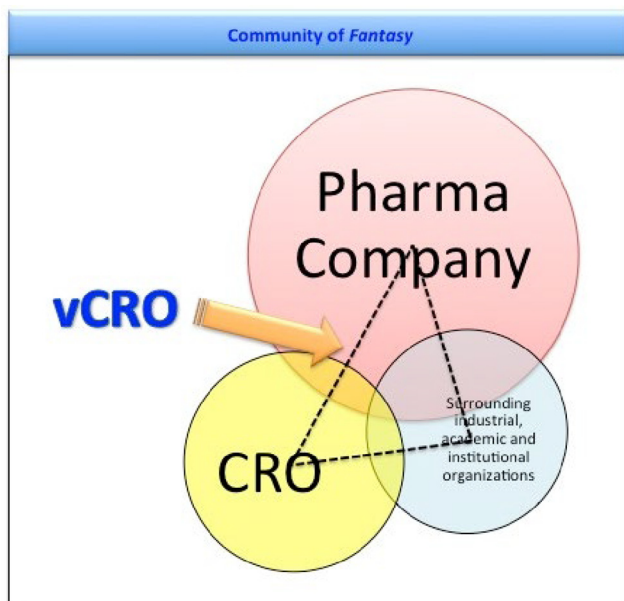 Community of Fantasy
Pharma
Company
vCRO
CRO
Surrounding
industrial,
academic and
institutional
organizations